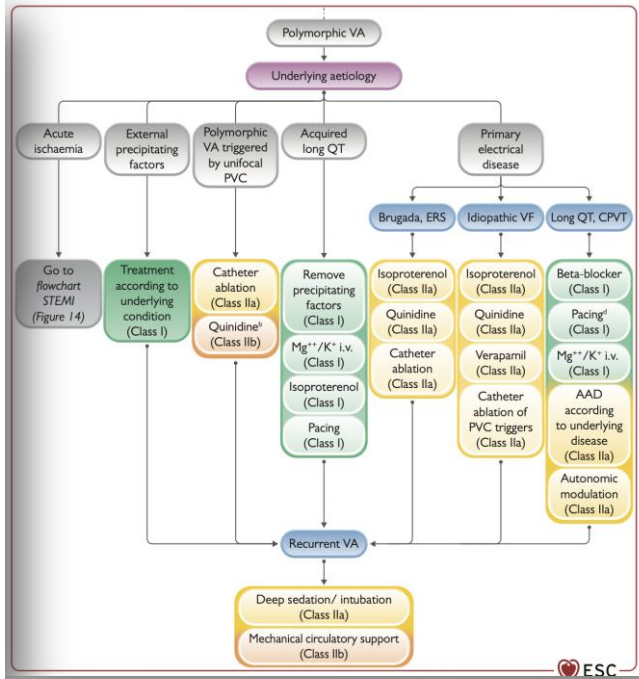 Polymorphic VA
Underlying aetiology
Acute
ischaemia
External
precipitating
factors
Polymorphic
VA triggered
by unifocal
PVC
Acquired
long QT
Primary
electrical
disease
Brugada, ERS
Idiopathic VF
Long QT, CPVT
Go to
flowchart
STEMI
(Figure 14)
Treatment
according to
underlying
condition
(Class I)
Catheter
ablation
(Class IIa)
Quinidineᵇ
(Class IIb)
Remove
precipitating
factors
(Class I)
Mg⁺⁺/K⁺ i.v.
(Class I)
Isoproterenol
(Class I)
Pacing
(Class I)
Isoproterenol
(Class IIa)
Quinidine
(Class IIa)
Catheter
ablation
(Class IIa)
Isoproterenol
(Class IIa)
Quinidine
(Class IIa)
Verapamil
(Class IIa)
Catheter
ablation of
PVC triggers
(Class IIa)
Beta-blocker
(Class I)
Pacingᵈ
(Class I)
Mg⁺⁺/K⁺ i.v.
(Class I)
AAD
according
to underlying
disease
(Class IIa)
Autonomic
modulation
(Class IIa)
Recurrent VA
Deep sedation/ intubation
(Class IIa)
Mechanical circulatory support
(Class IIb)
ESC